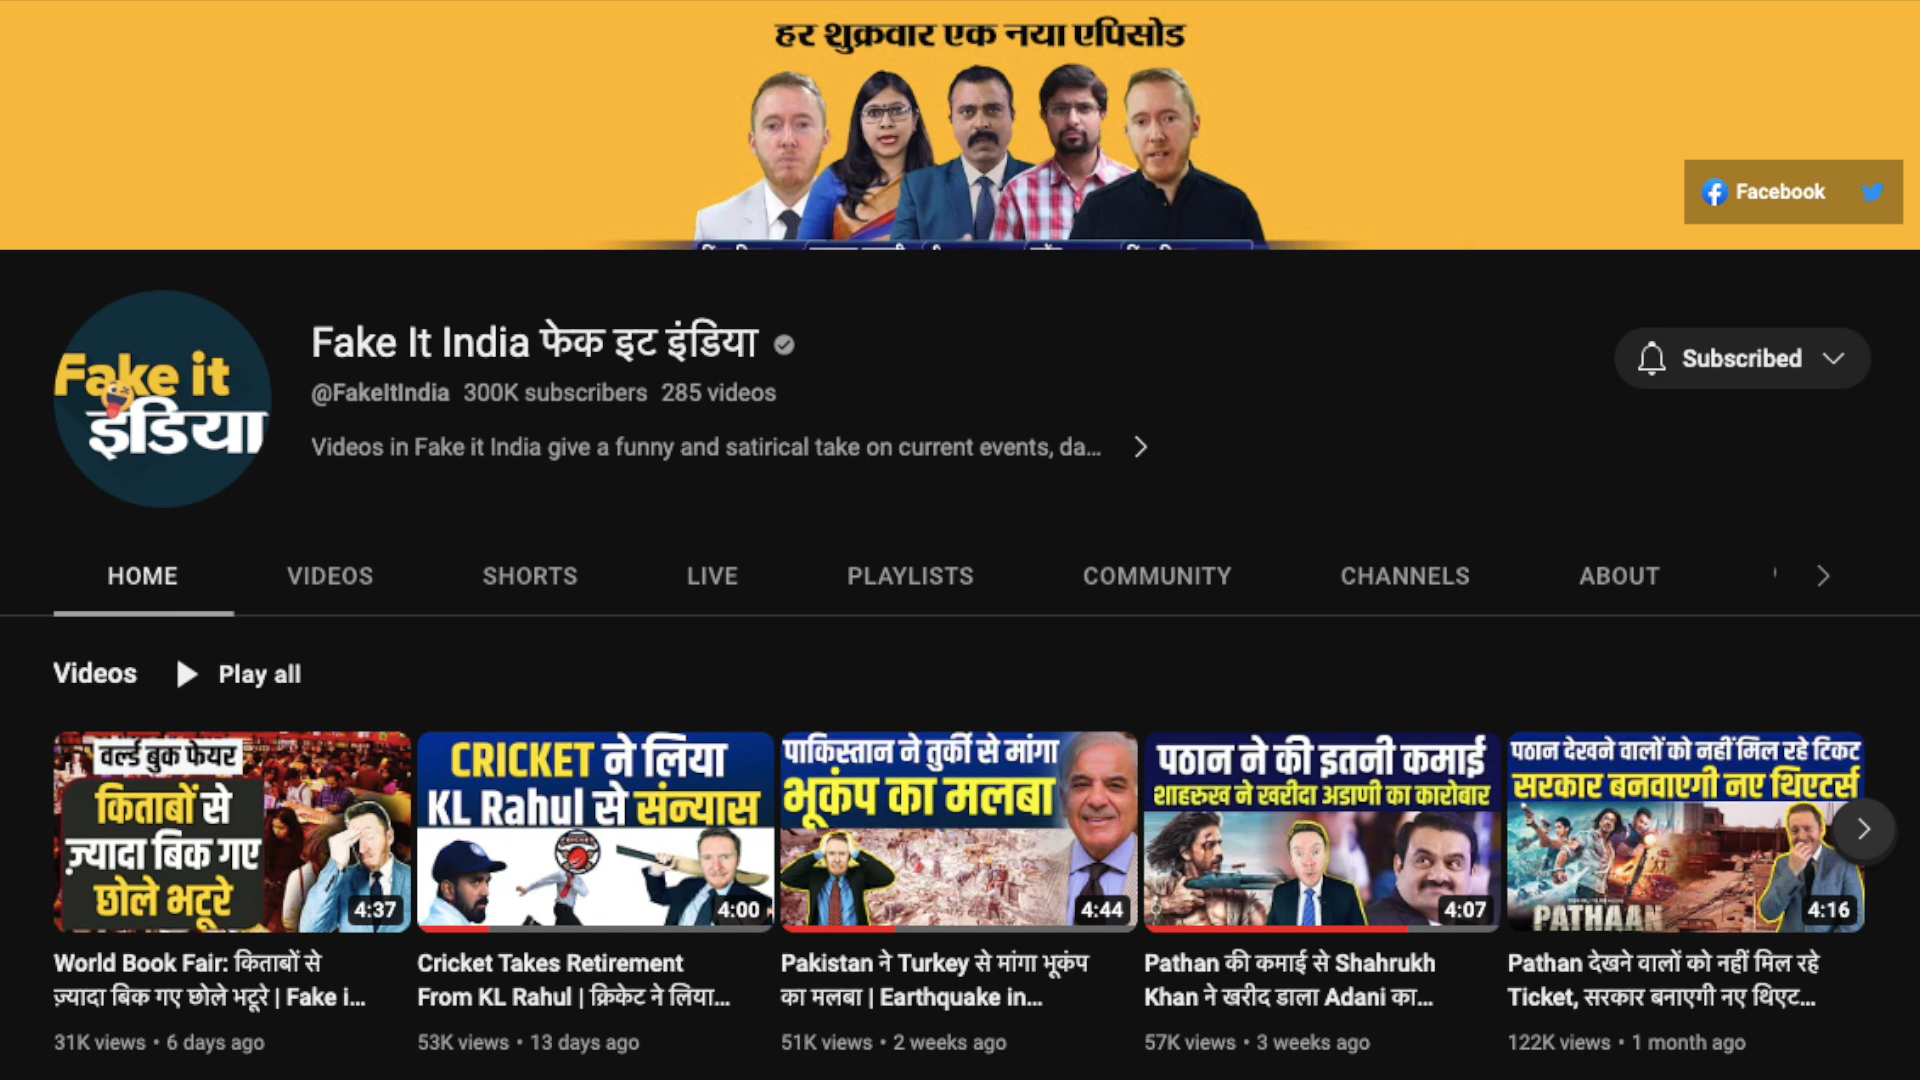 हर शुक्रवार एक नया एपिसोड
Facebook
Fake it
इंडिया
Fake It India फेक इट इंडिया
@FakeItIndia 300K subscribers 285 videos
Videos in Fake it India give a funny and satirical take on current events, da...
Subscribed
HOME VIDEOS SHORTS LIVE PLAYLISTS COMMUNITY CHANNELS ABOUT
Videos Play all
वर्ल्ड बुक फेयर
किताबों से
ज़्यादा बिक गए
छोले भटूरे
4:37
CRICKET ने लिया
KL Rahul से संन्यास
4:00
पाकिस्तान ने तुर्की से मांगा
भूकंप का मलबा
4:44
पठान ने की इतनी कमाई
शाहरुख ने खरीदा अडाणी का कारोबार
4:07
पठान देखने वालों को नहीं मिल रहे टिकट
सरकार बनवाएगी नए थिएटर्स
PATHAAN
4:16
World Book Fair: किताबों से
ज़्यादा बिक गए छोले भटूरे | Fake i...
31K views • 6 days ago
Cricket Takes Retirement
From KL Rahul | क्रिकेट ने लिया...
53K views • 13 days ago
Pakistan ने Turkey से मांगा भूकंप
का मलबा | Earthquake in...
51K views • 2 weeks ago
Pathan की कमाई से Shahrukh
Khan ने खरीद डाला Adani का...
57K views • 3 weeks ago
Pathan देखने वालों को नहीं मिल रहे
Ticket, सरकार बनाएगी नए थिएट...
122K views • 1 month ago